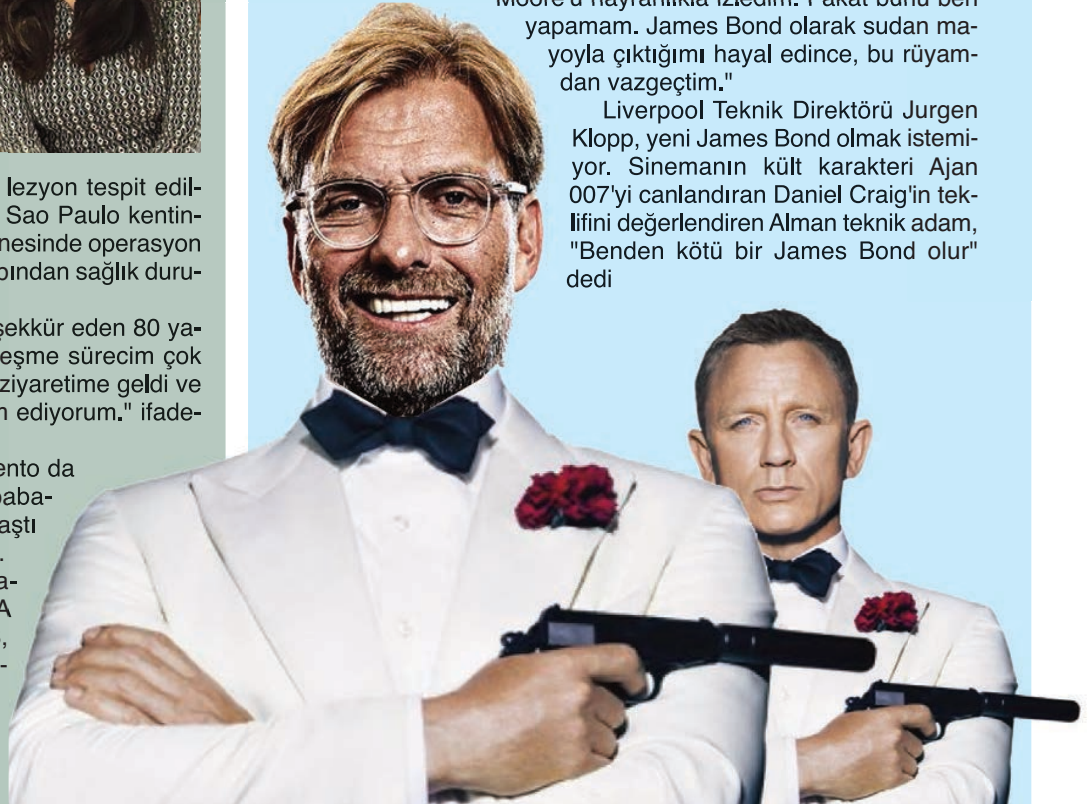 lezyon tespit edil-
Sao Paulo kentin-
nesinde operasyon
bından sağlık duru-
şekkür eden 80 ya-
eşme sürecim çok
ziyaretime geldi ve
ediyorum." ifade-
ento da
baba-
aştı
a-
A
yapamam. James Bond olarak sudan ma-
yoyla çıktığımı hayal edince, bu rüyam-
dan vazgeçtim."
Liverpool Teknik Direktörü Jurgen
Klopp, yeni James Bond olmak istemi-
yor. Sinemanın kült karakteri Ajan
007'yi canlandıran Daniel Craig'in tek-
lifini değerlendiren Alman teknik adam,
"Benden kötü bir James Bond olur"
dedi